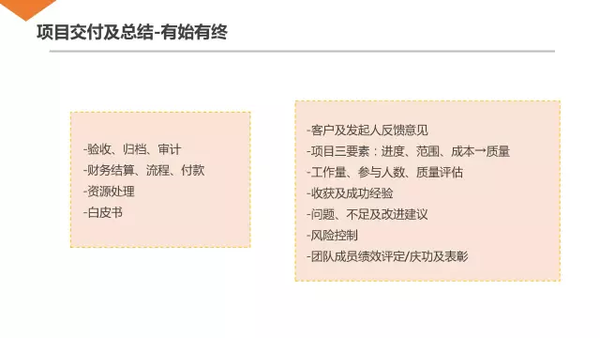 项目交付及总结-有始有终
-验收、归档、审计
-财务结算、流程、付款
-资源处理
-白皮书
-客户及发起人反馈意见
-项目三要素：进度、范围、成本→质量
-工作量、参与人数、质量评估
-收获及成功经验
-问题、不足及改进建议
-风险控制
-团队成员绩效评定/庆功及表彰